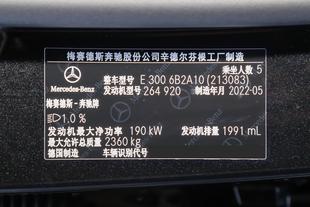 梅赛德斯奔驰股份公司辛德尔芬根工厂制造
乘坐人数 5
整车型号 E 300 6B2A10 (213083)
Mercedes-Benz
发动机型号 264 920 制造年月 2022-05
梅赛德斯-奔驰牌
1.0 %
发动机最大净功率 190 kW 发动机排量 1991 mL
最大允许总质量 2360 kg
德国制造 车辆识别代号